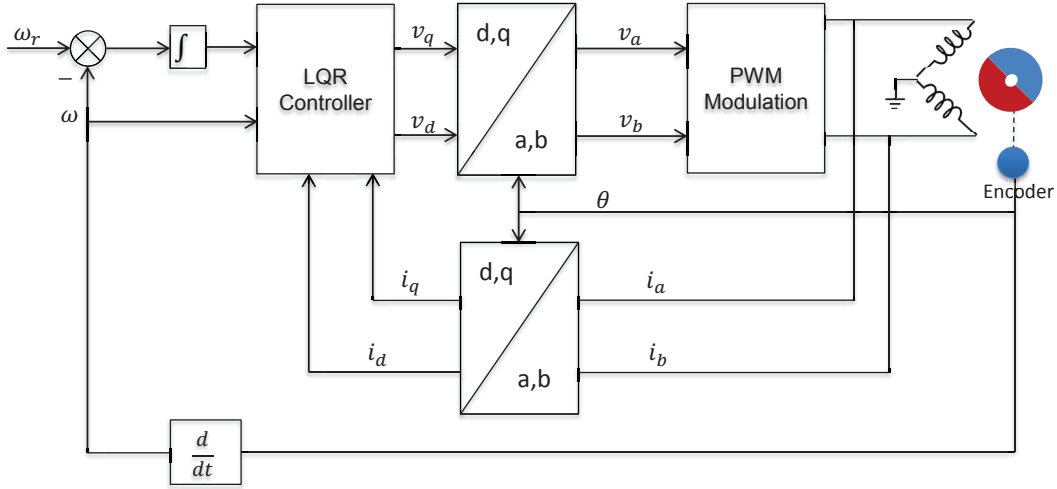 ω_r
−
ω
∫
LQR
Controller
v_q
v_d
d,q
a,b
v_a
v_b
PWM
Modulation
Encoder
θ
d,q
a,b
i_q
i_d
i_a
i_b
d
dt